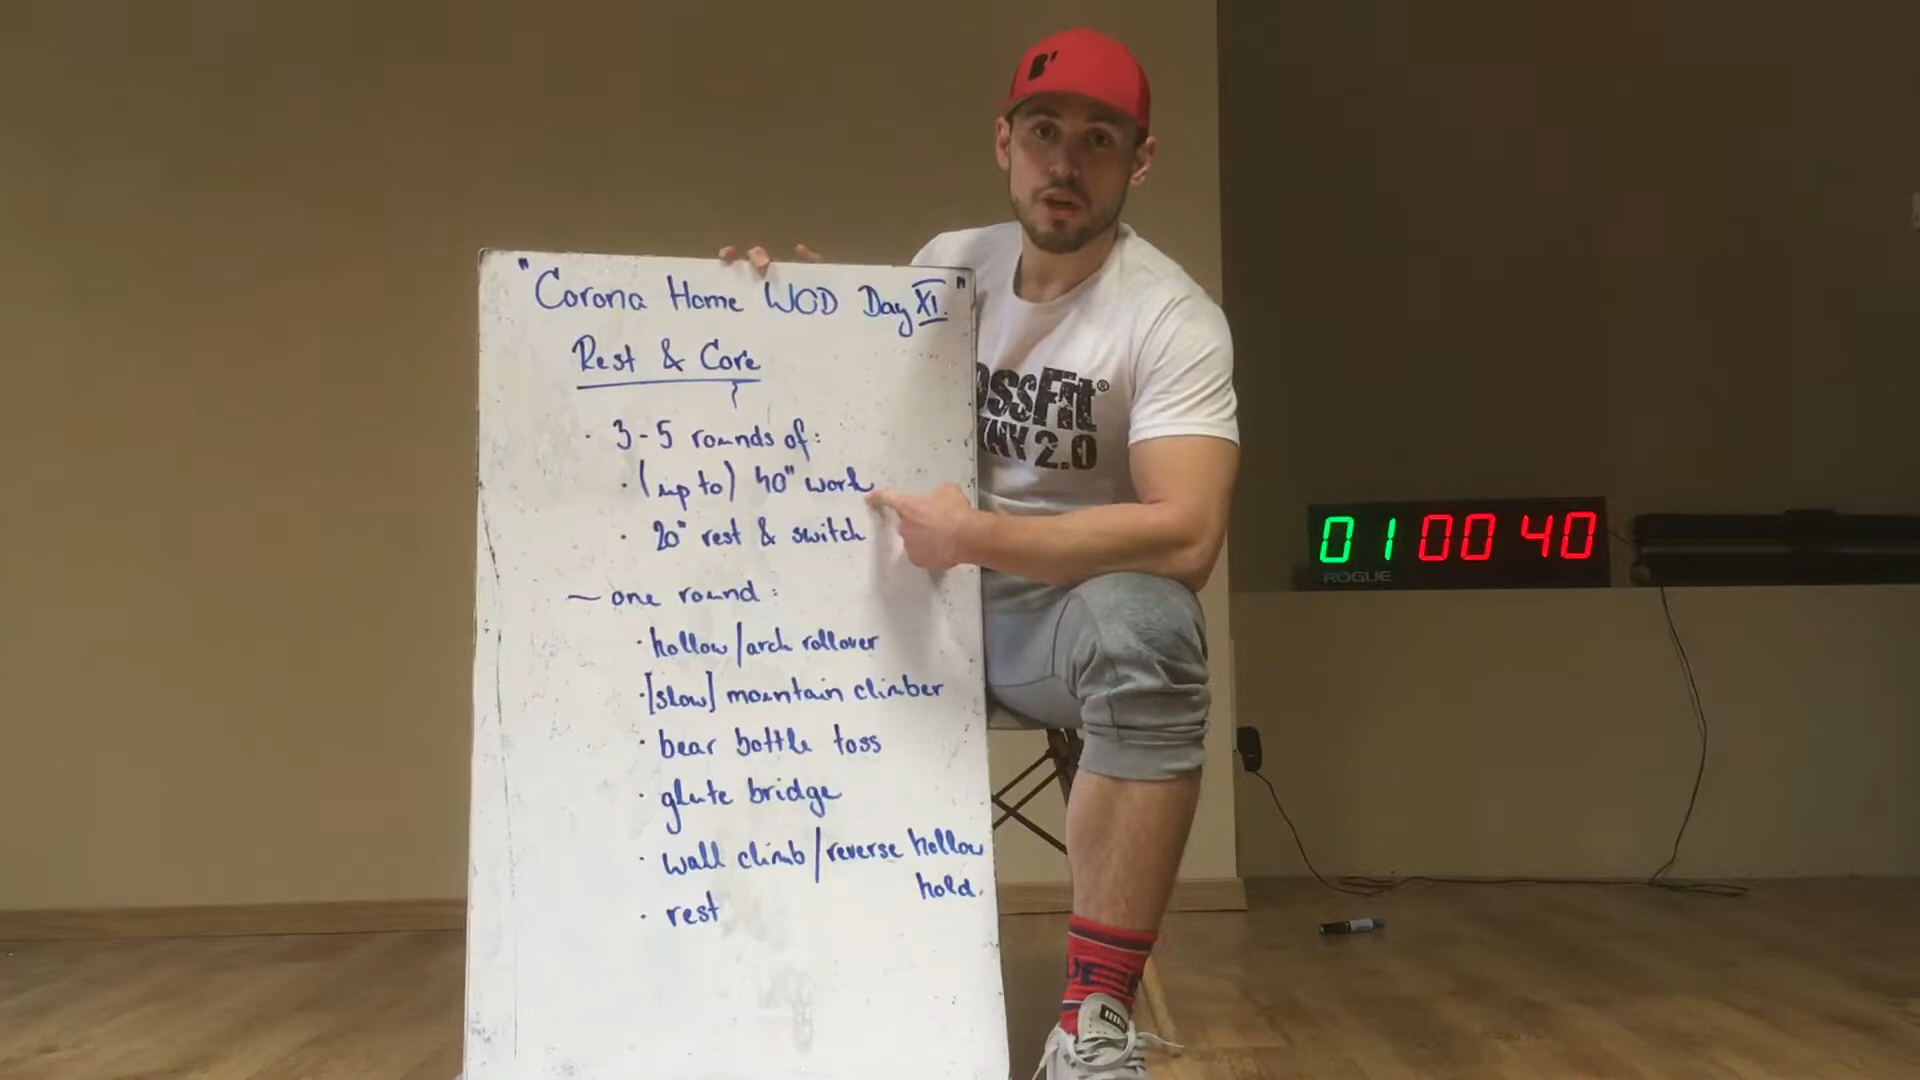 "Corona Home WOD Day XI."
Rest & Core
· 3-5 rounds of:
· (up to) 40" work
· 20" rest & switch
~ one round:
· hollow/arch rollover
· [slow] mountain climber
· bear bottle toss
· glute bridge
· wall climb/reverse hollow
hold.
· rest
B'
ossFit®
2.0
01 00 40
ROGUE